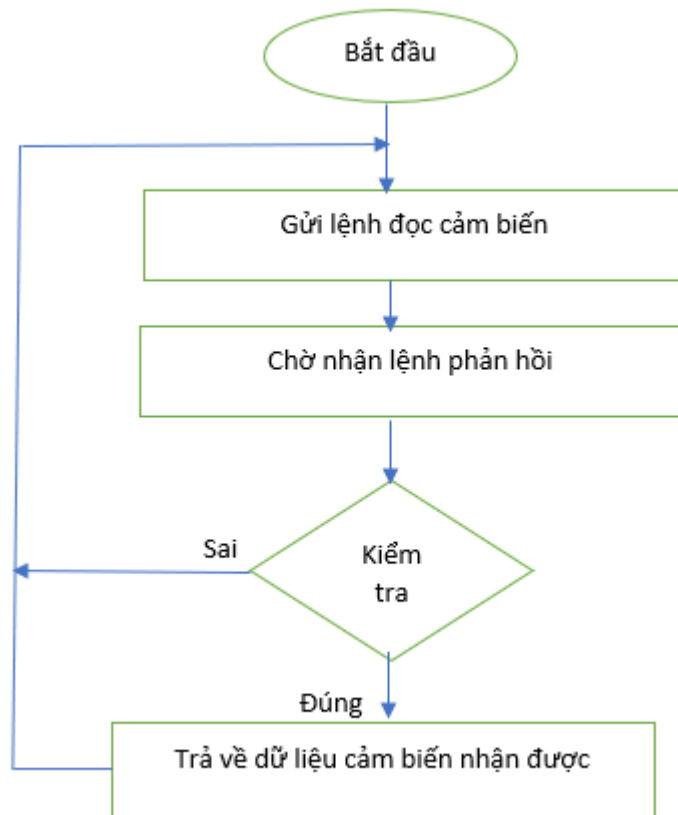 Bắt đầu
Gửi lệnh đọc cảm biến
Chờ nhận lệnh phản hồi
Sai
Kiểm
tra
Đúng
Trả về dữ liệu cảm biến nhận được